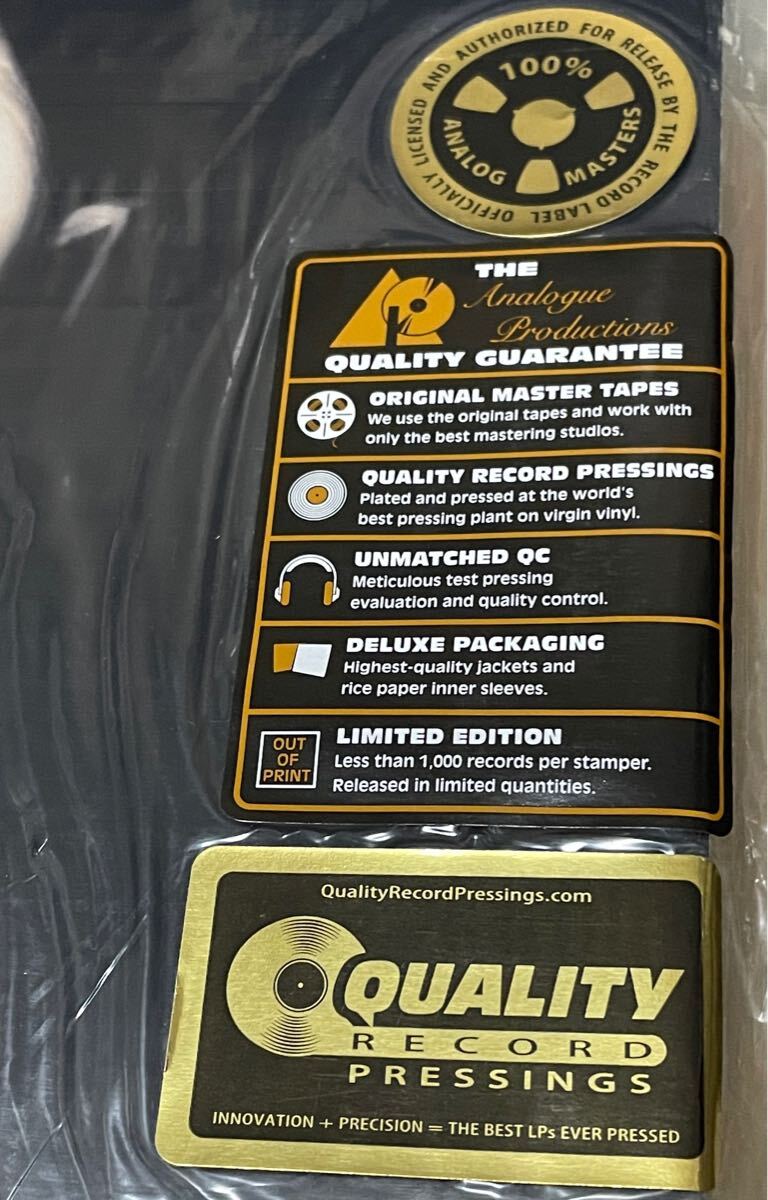 OFFICIALLY LICENSED AND AUTHORIZED FOR RELEASE BY THE RECORD LABEL
100%
ANALOG MASTERS
THE
Analogue
Productions
QUALITY GUARANTEE
ORIGINAL MASTER TAPES
We use the original tapes and work with
only the best mastering studios.
QUALITY RECORD PRESSINGS
Plated and pressed at the world's
best pressing plant on virgin vinyl.
UNMATCHED QC
Meticulous test pressing
evaluation and quality control.
DELUXE PACKAGING
Highest-quality jackets and
rice paper inner sleeves.
OUT
OF
PRINT
LIMITED EDITION
Less than 1,000 records per stamper.
Released in limited quantities.
QualityRecordPressings.com
QUALITY
RECORD
PRESSINGS
INNOVATION + PRECISION = THE BEST LPs EVER PRESSED